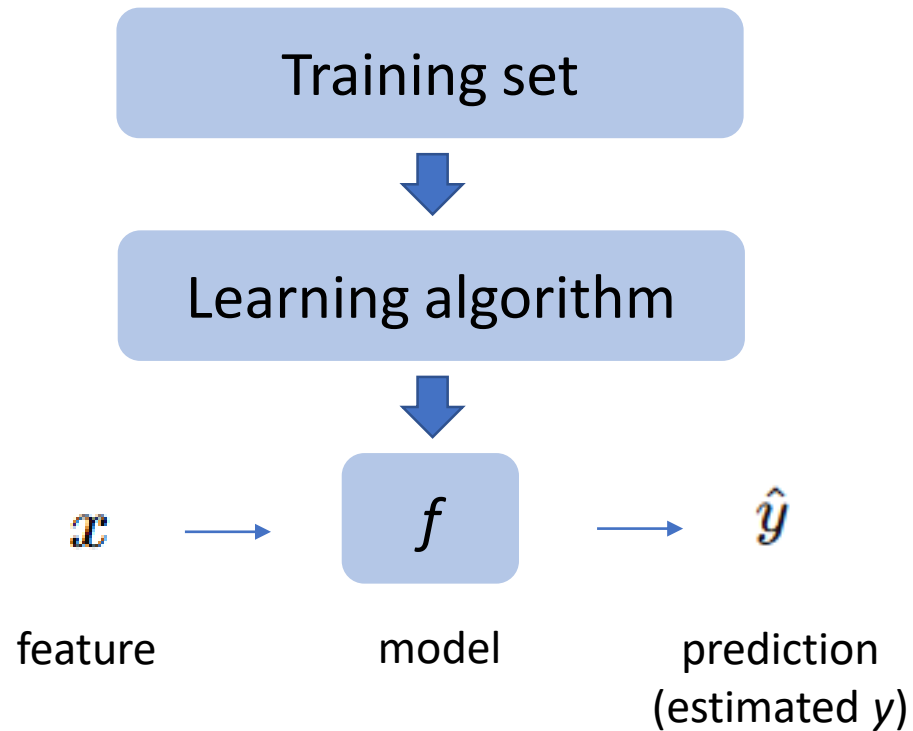 Training set
Learning algorithm
x
f
ŷ
feature
model
prediction
(estimated y)